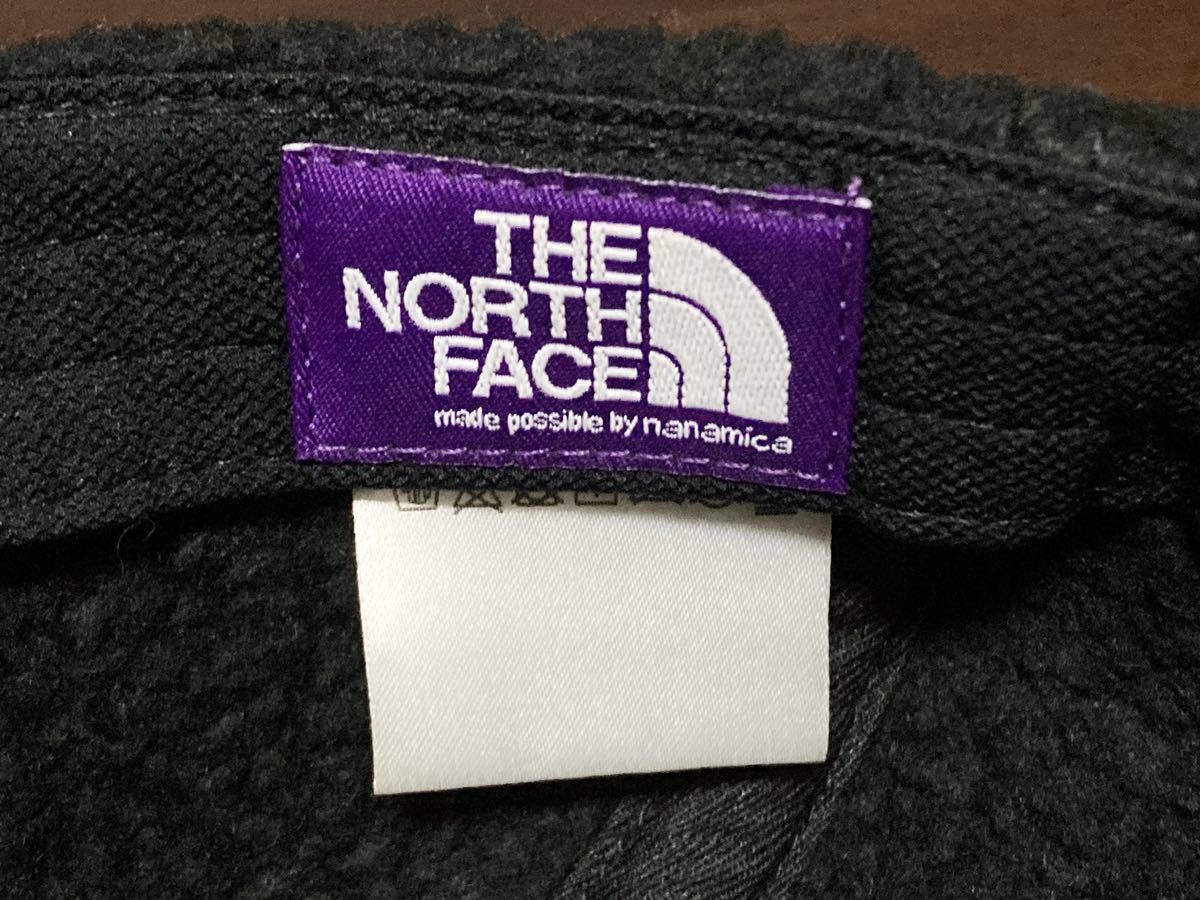 THE
NORTH
FACE
made possible by nanamica